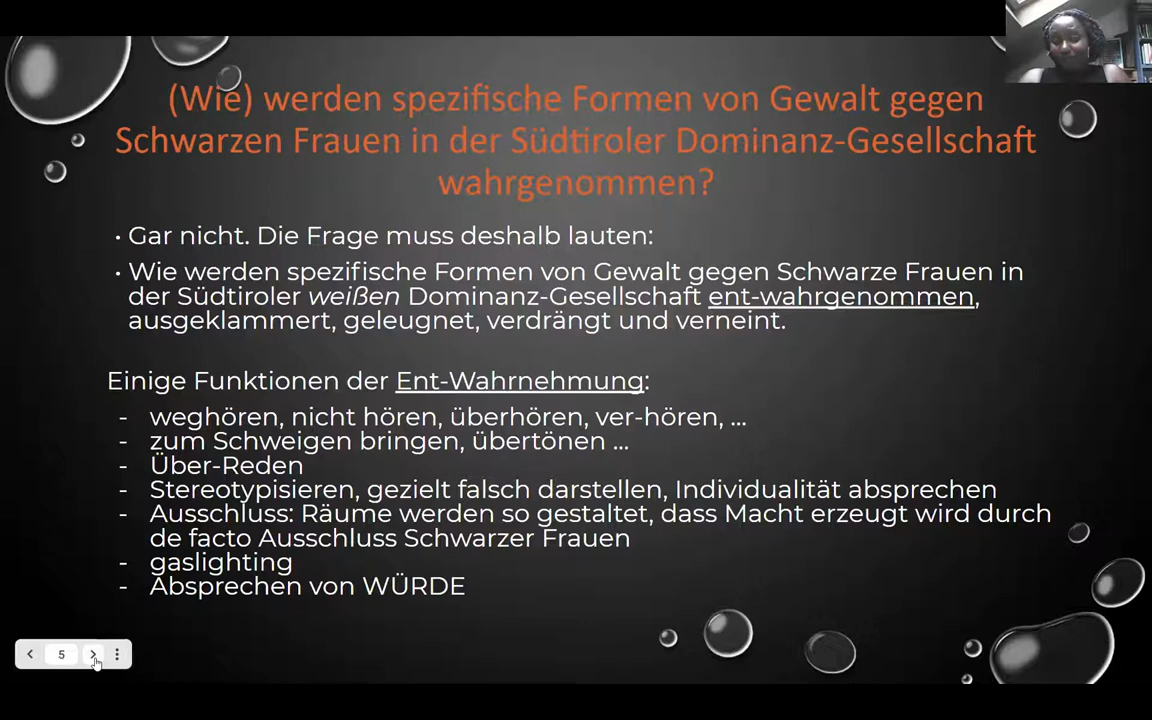 (Wie) werden spezifische Formen von Gewalt gegen
Schwarzen Frauen in der Südtiroler Dominanz-Gesellschaft
wahrgenommen?
• Gar nicht. Die Frage muss deshalb lauten:
• Wie werden spezifische Formen von Gewalt gegen Schwarze Frauen in
der Südtiroler weißen Dominanz-Gesellschaft ent-wahrgenommen,
ausgeklammert, geleugnet, verdrängt und verneint.
Einige Funktionen der Ent-Wahrnehmung:
- weghören, nicht hören, überhören, ver-hören, ...
- zum Schweigen bringen, übertönen ...
- Über-Reden
- Stereotypisieren, gezielt falsch darstellen, Individualität absprechen
- Ausschluss: Räume werden so gestaltet, dass Macht erzeugt wird durch
de facto Ausschluss Schwarzer Frauen
- gaslighting
- Absprechen von WÜRDE
5